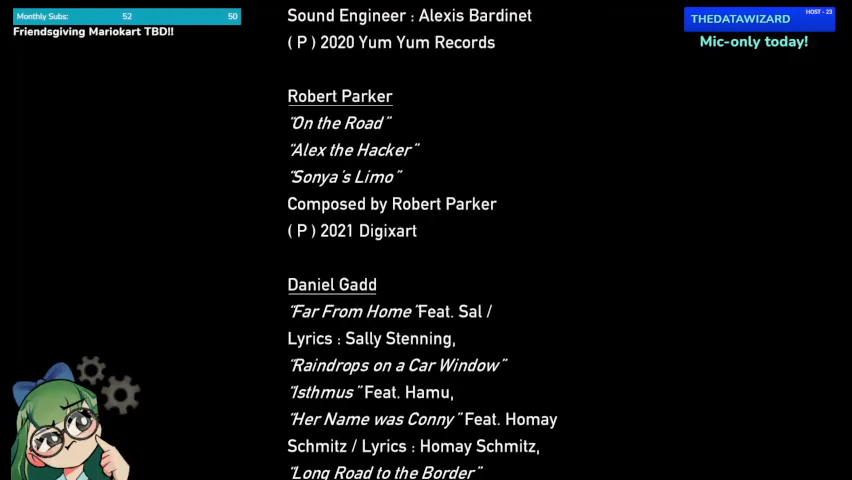 Monthly Subs: 52 50
Friendsgiving Mariokart TBD!!
THEDATAWIZARD
HOST - 23
Mic-only today!
Sound Engineer : Alexis Bardinet
( P ) 2020 Yum Yum Records
Robert Parker
“On the Road”
“Alex the Hacker”
“Sonya's Limo”
Composed by Robert Parker
( P ) 2021 Digixart
Daniel Gadd
“Far From Home”Feat. Sal /
Lyrics : Sally Stenning,
“Raindrops on a Car Window”
“Isthmus” Feat. Hamu,
“Her Name was Conny” Feat. Homay
Schmitz / Lyrics : Homay Schmitz,
“Long Road to the Border”